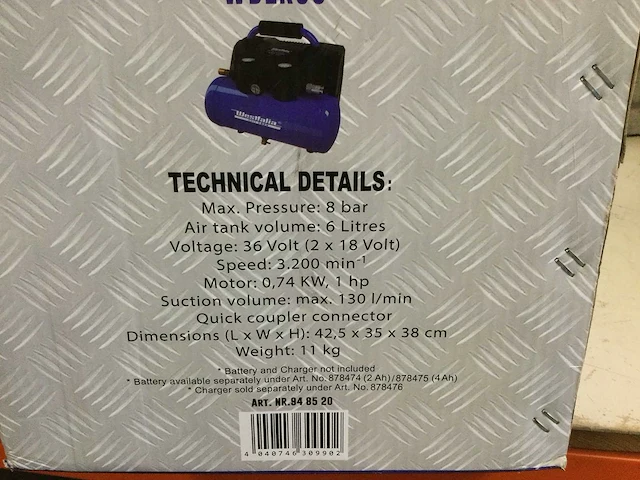 Westfalia
TECHNICAL DETAILS:
Max. Pressure: 8 bar
Air tank volume: 6 Litres
Voltage: 36 Volt (2 x 18 Volt)
Speed: 3.200 min⁻¹
Motor: 0,74 KW, 1 hp
Suction volume: max. 130 l/min
Quick coupler connector
Dimensions (L x W x H): 42,5 x 35 x 38 cm
Weight: 11 kg
* Battery and Charger not included
* Battery available separately under Art. No. 878474 (2 Ah)/878475 (4Ah)
* Charger sold separately under Art. No. 878476
ART. NR.94 85 20
4 040746 309902